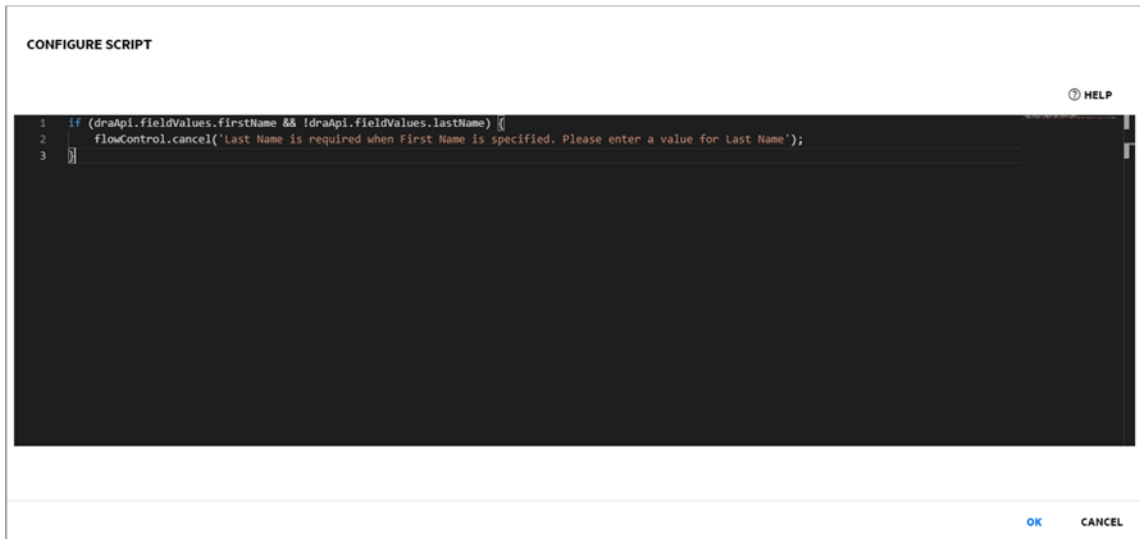 CONFIGURE SCRIPT
HELP
1 if (draApi.fieldValues.firstName && !draApi.fieldValues.lastName) {
2 flowControl.cancel('Last Name is required when First Name is specified. Please enter a value for Last Name');
3 }
OK CANCEL